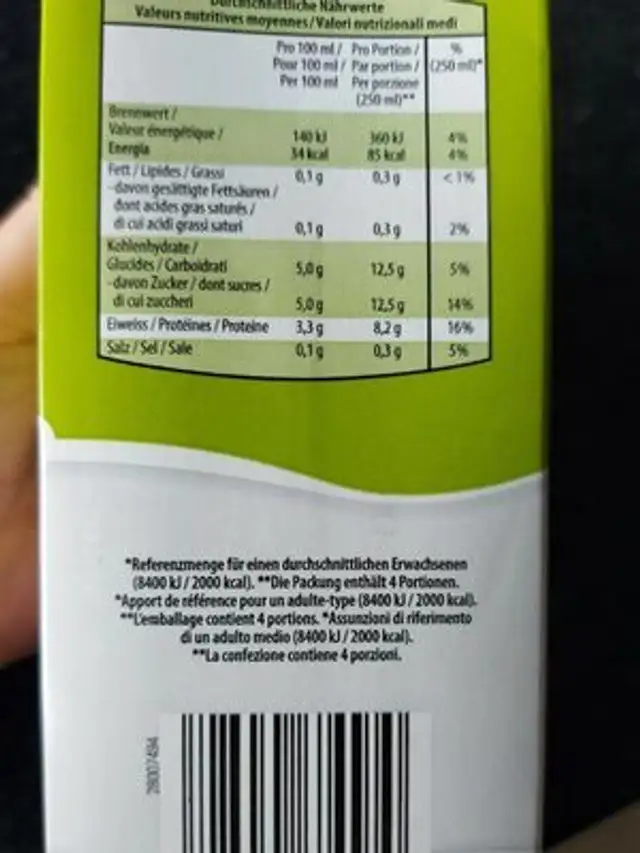 Durchschnittliche Nährwerte
Valeurs nutritives moyennes/Valori nutrizionali medi
Pro 100 ml / Pro Portion / %
Pour 100 ml / Par portion / (250 ml)*
Per 100 ml Per porzione
(250 ml)**
Brennwert /
Valeur énergétique / 140 kJ 360 kJ 4%
Energia 34 kcal 85 kcal 4%
Fett / Lipides / Grassi 0,1 g 0,3 g < 1%
-davon gesättigte Fettsäuren /
dont acides gras saturés /
di cui acidi grassi saturi 0,1 g 0,3 g 2%
Kohlenhydrate /
Glucides / Carboidrati 5,0 g 12,5 g 5%
-davon Zucker / dont sucres /
di cui zuccheri 5,0 g 12,5 g 14%
Eiweiss / Protéines / Proteine 3,3 g 8,2 g 16%
Salz / Sel / Sale 0,1 g 0,3 g 5%
*Referenzmenge für einen durchschnittlichen Erwachsenen
(8400 kJ / 2000 kcal). **Die Packung enthält 4 Portionen.
*Apport de référence pour un adulte-type (8400 kJ / 2000 kcal).
**L'emballage contient 4 portions. *Assunzioni di riferimento
di un adulto medio (8400 kJ / 2000 kcal).
**La confezione contiene 4 porzioni.
28007494